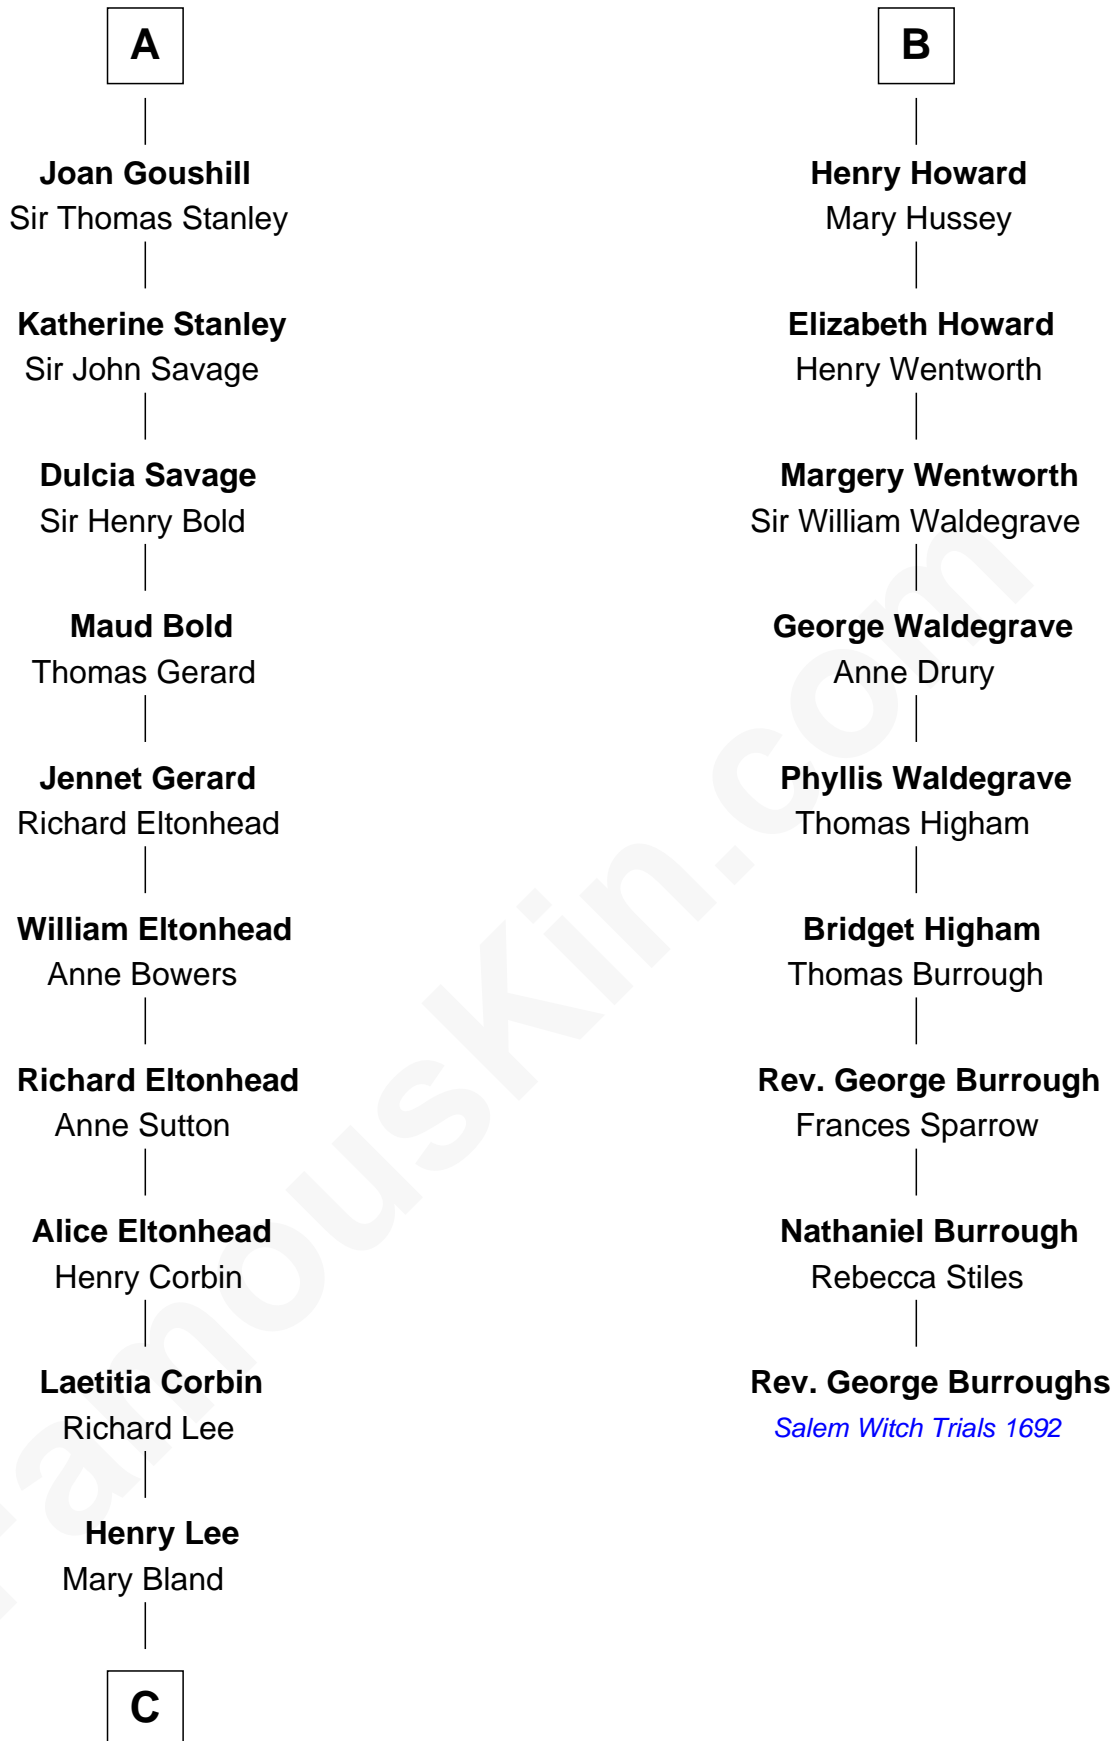 A
Joan Goushill
Sir Thomas Stanley
Katherine Stanley
Sir John Savage
Dulcia Savage
Sir Henry Bold
Maud Bold
Thomas Gerard
Jennet Gerard
Richard Eltonhead
William Eltonhead
Anne Bowers
Richard Eltonhead
Anne Sutton
Alice Eltonhead
Henry Corbin
Laetitia Corbin
Richard Lee
Henry Lee
Mary Bland
C
B
Henry Howard
Mary Hussey
Elizabeth Howard
Henry Wentworth
Margery Wentworth
Sir William Waldegrave
George Waldegrave
Anne Drury
Phyllis Waldegrave
Thomas Higham
Bridget Higham
Thomas Burrough
Rev. George Burrough
Frances Sparrow
Nathaniel Burrough
Rebecca Stiles
Rev. George Burroughs
Salem Witch Trials 1692
FamousKin.com